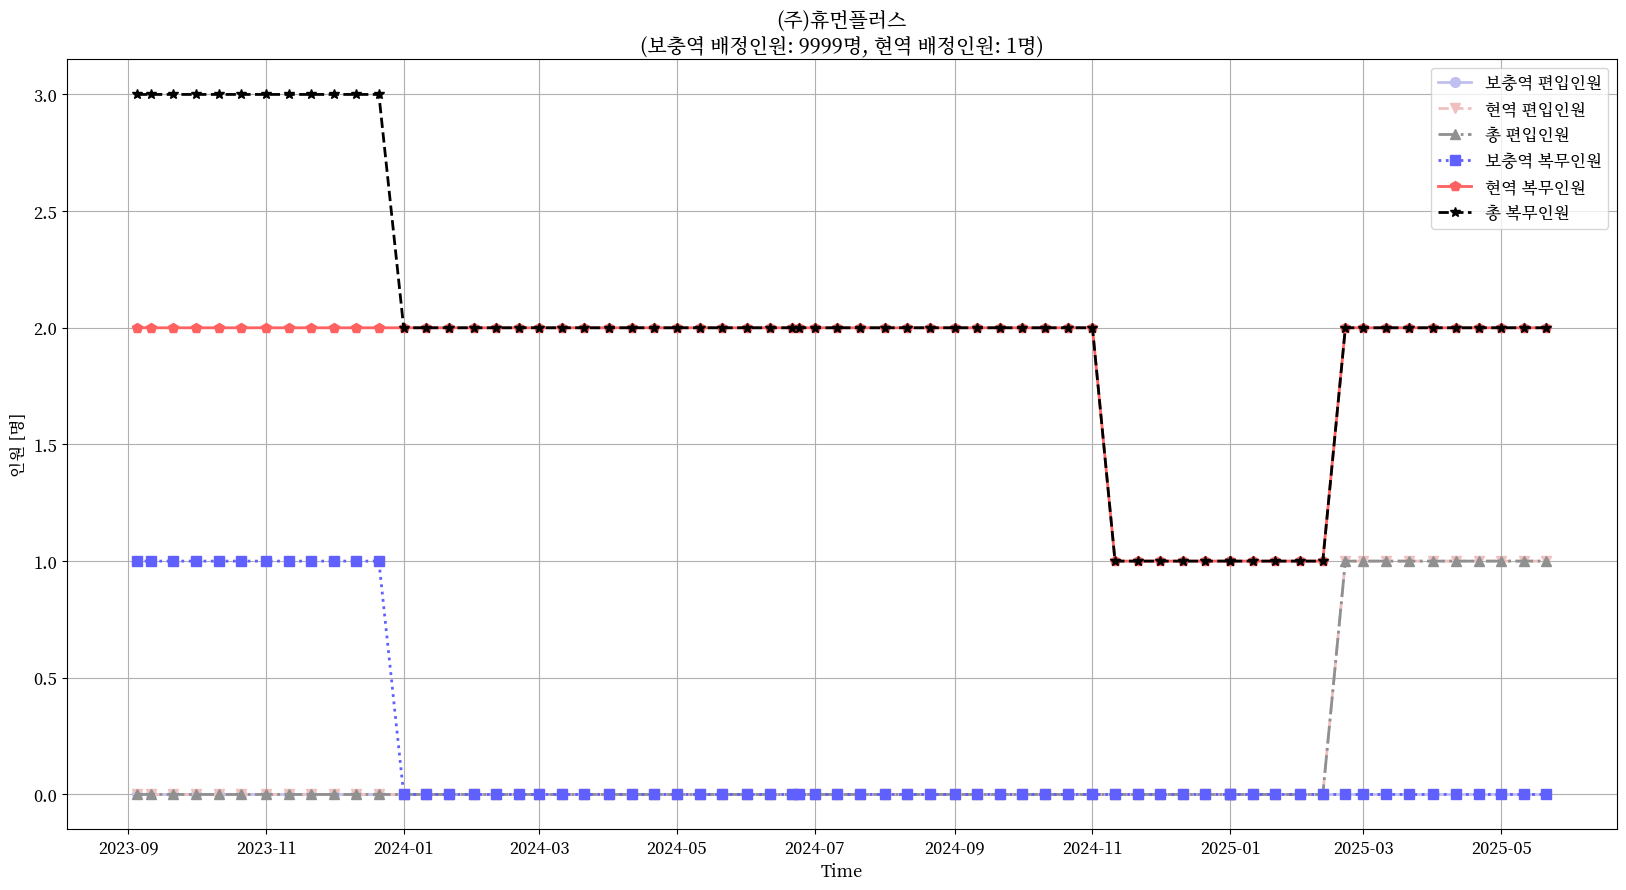 (주)휴먼플러스
(보충역 배정인원: 9999명, 현역 배정인원: 1명)
보충역 편입인원
현역 편입인원
총 편입인원
보충역 복무인원
현역 복무인원
총 복무인원
인원 [명]
3.0
2.5
2.0
1.5
1.0
0.5
0.0
2023-09 2023-11 2024-01 2024-03 2024-05 2024-07 2024-09 2024-11 2025-01 2025-03 2025-05
Time